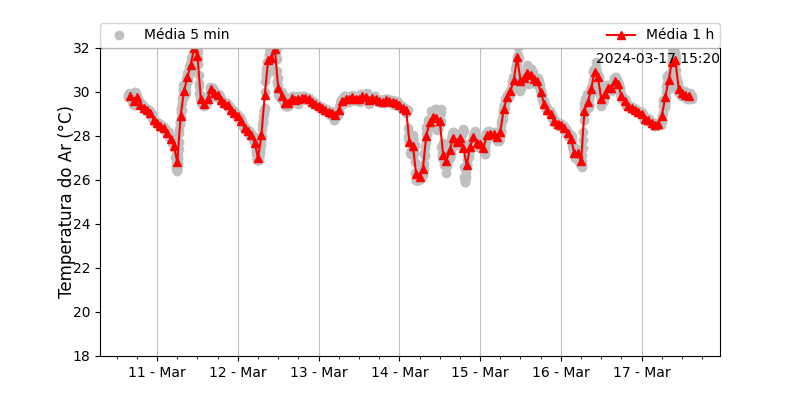 Média 5 min
Média 1 h
2024-03-17 15:20
Temperatura do Ar (°C)
32
30
28
26
24
22
20
18
11 - Mar
12 - Mar
13 - Mar
14 - Mar
15 - Mar
16 - Mar
17 - Mar